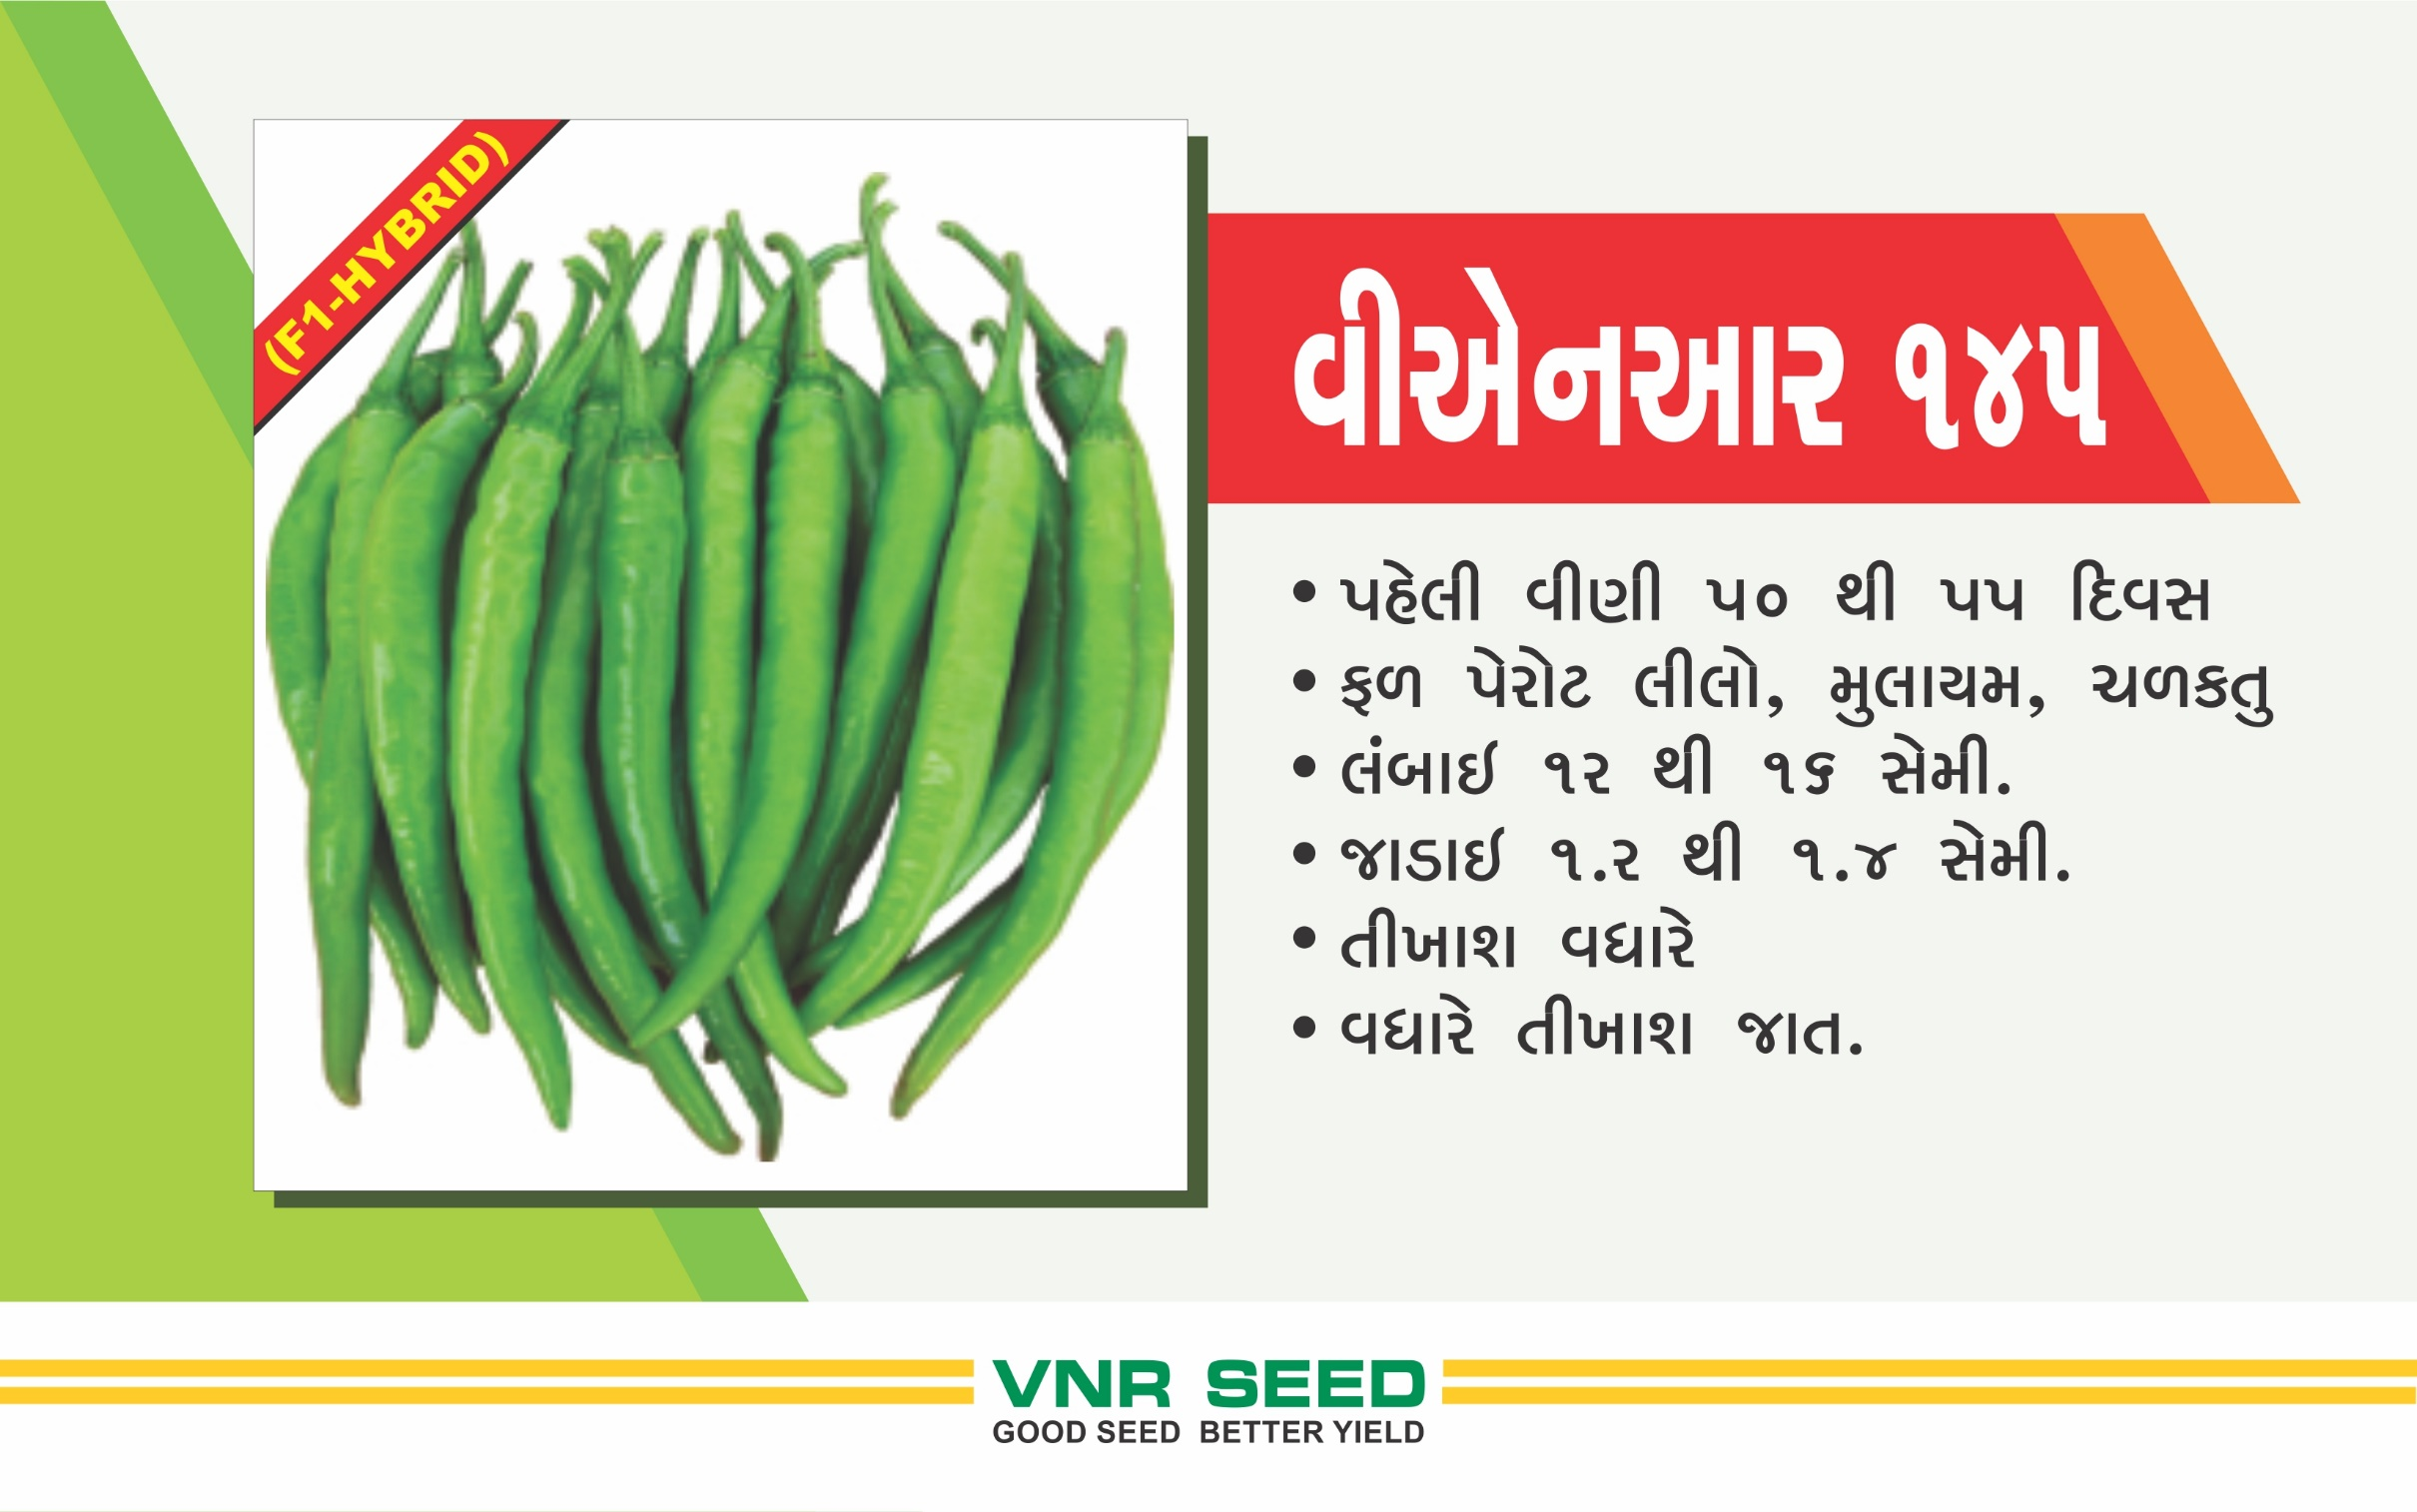 (F1-HYBRID)
વીએનઆર ૧૪૫
• પહેલી વીણી ૫૦ થી ૫૫ દિવસ
• ફળ પોપેટ લીલો, મુલાયમ, ચળકતુ
• લંબાઈ ૧૨ થી ૧૬ સેમી.
• જાડાઈ ૧.૨ થી ૧.૪ સેમી.
• તીખાશ વધારે
• વધારે તીખાશ જાત.
VNR SEED
GOOD SEED BETTER YIELD